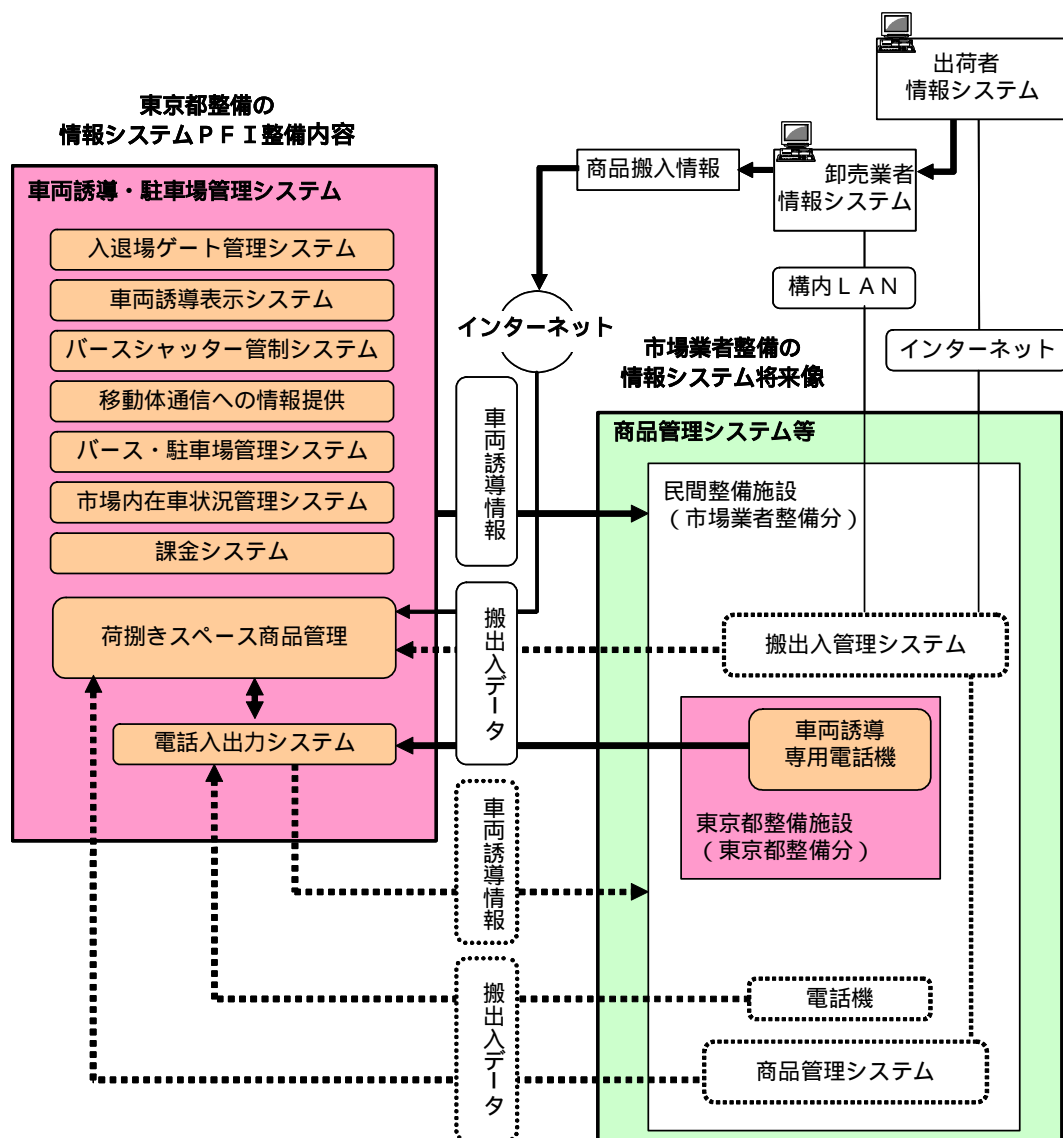 出荷者
情報システム
東京都整備の
情報システムＰＦＩ整備内容
商品搬入情報
卸売業者
情報システム
車両誘導・駐車場管理システム
入退場ゲート管理システム
車両誘導表示システム
バースシャッター管制システム
移動体通信への情報提供
バース・駐車場管理システム
市場内在車状況管理システム
課金システム
荷捌きスペース商品管理
電話入出力システム
インターネット
構内ＬＡＮ
インターネット
市場業者整備の
情報システム将来像
車両誘導情報
搬出入データ
車両誘導情報
搬出入データ
商品管理システム等
民間整備施設
（市場業者整備分）
搬出入管理システム
車両誘導
専用電話機
東京都整備施設
（東京都整備分）
電話機
商品管理システム